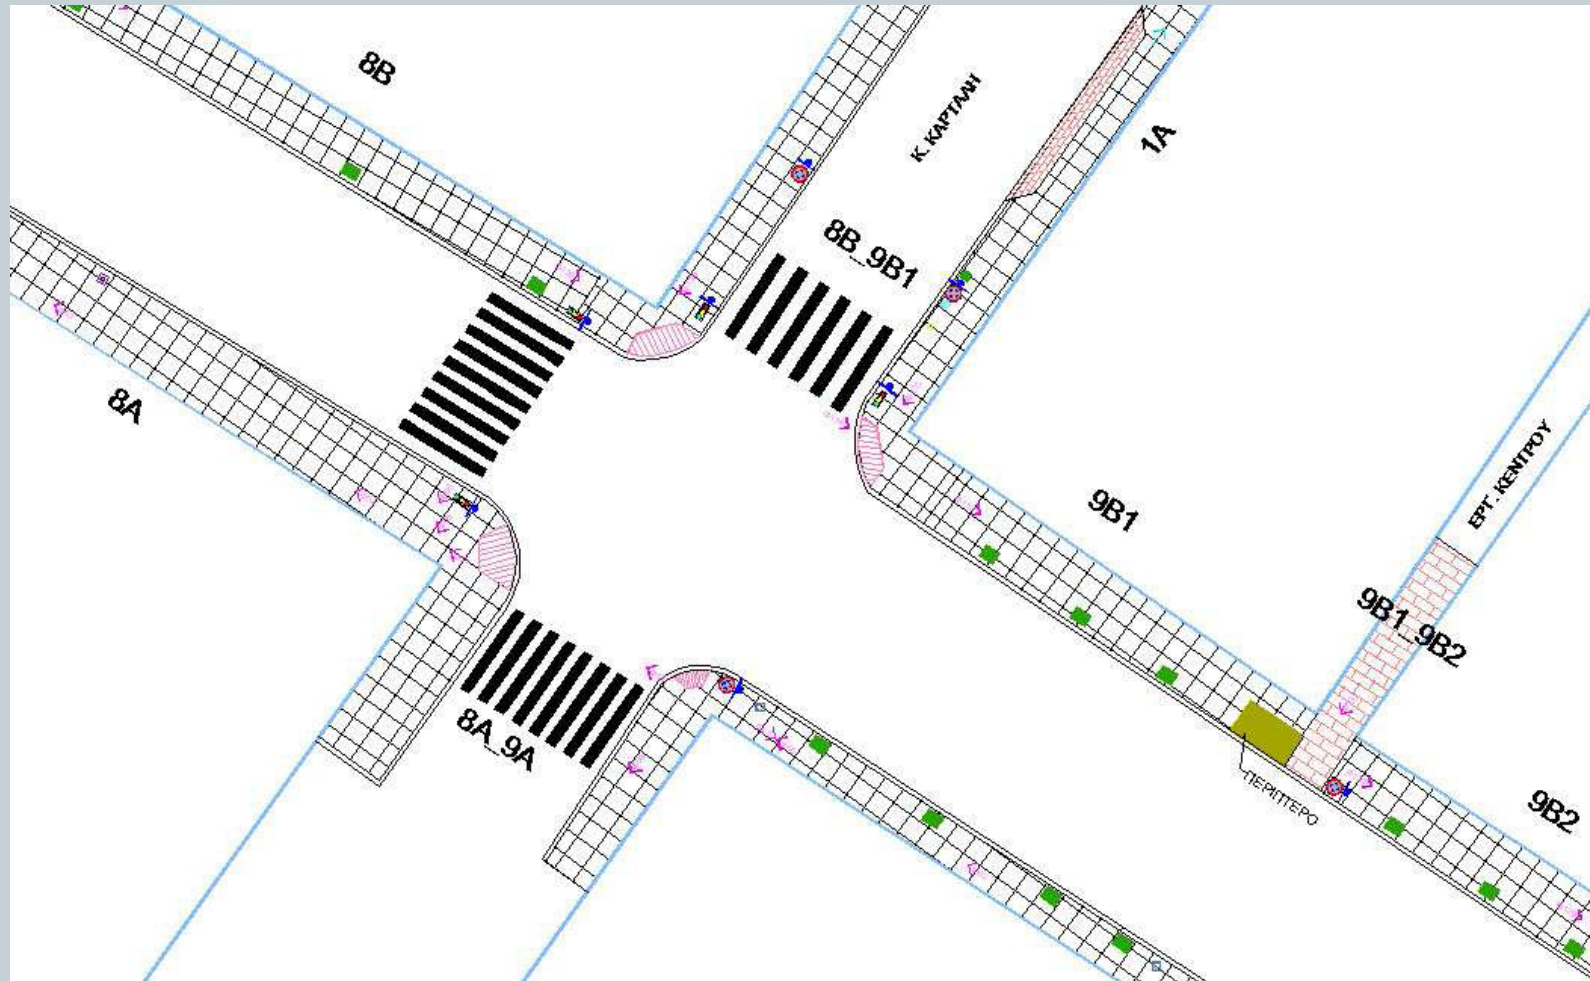 8B
Κ. ΚΑΡΤΑΛΗ
1A
8B_9B1
8A
9B1
ΕΡΓ. ΚΕΝΤΡΟΥ
9B1_9B2
8A_9A
ΠΕΡΙΠΤΕΡΟ
9B2